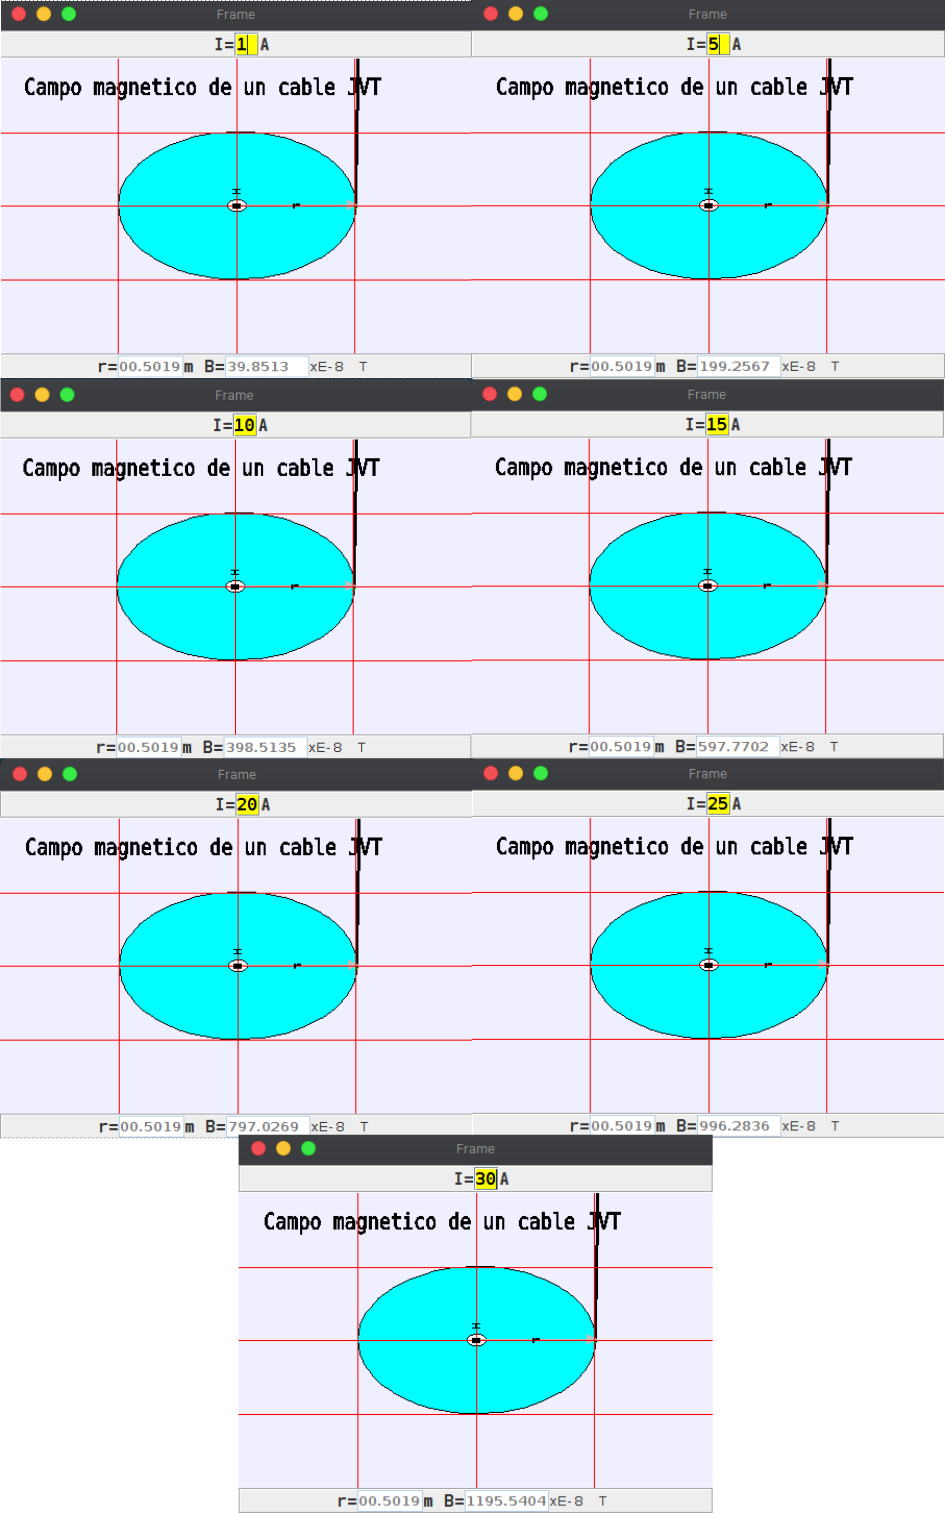 Frame
I=1 A
Campo magnetico de un cable JVT
I
r
r=00.5019 m B=39.8513 xE-8 T
Frame
I=5 A
Campo magnetico de un cable JVT
I
r
r=00.5019 m B=199.2567 xE-8 T
Frame
I=10 A
Campo magnetico de un cable JVT
I
r
r=00.5019 m B=398.5135 xE-8 T
Frame
I=15 A
Campo magnetico de un cable JVT
I
r
r=00.5019 m B=597.7702 xE-8 T
Frame
I=20 A
Campo magnetico de un cable JVT
I
r
r=00.5019 m B=797.0269 xE-8 T
Frame
I=25 A
Campo magnetico de un cable JVT
I
r
r=00.5019 m B=996.2836 xE-8 T
Frame
I=30 A
Campo magnetico de un cable JVT
I
r
r=00.5019 m B=1195.5404 xE-8 T